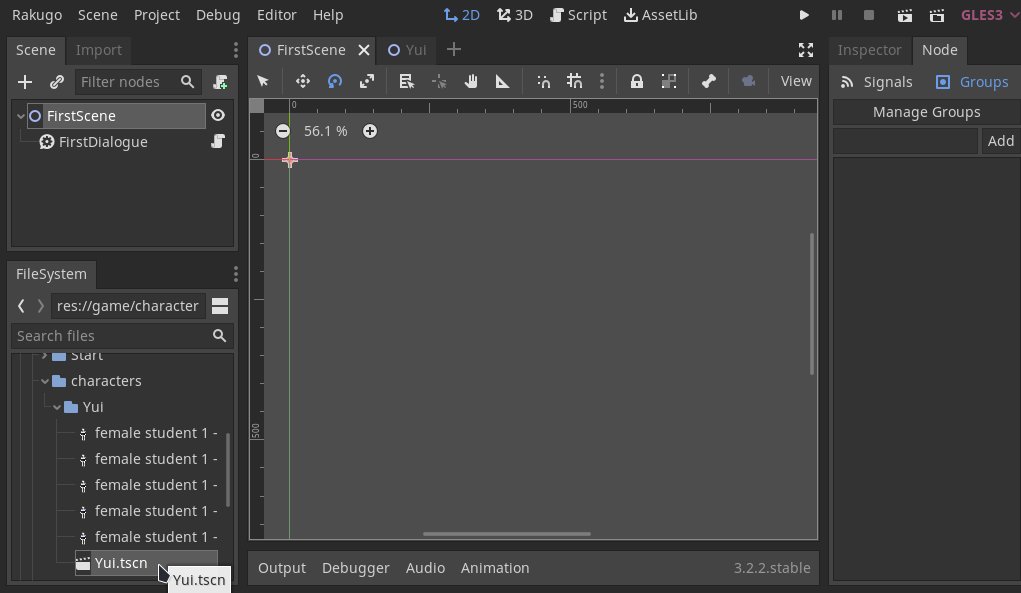 Rakugo Scene Project Debug Editor Help 2D 3D Script AssetLib GLES3
Scene Import
FirstScene Yui
Inspector Node
Filter nodes
View
Signals Groups
FirstScene
FirstDialogue
0 500
56.1 %
0
500
Manage Groups
Add
FileSystem
res://game/character
Search files
Start
characters
Yui
female student 1 -
female student 1 -
female student 1 -
female student 1 -
female student 1 -
Yui.tscn
Yui.tscn
Output Debugger Audio Animation 3.2.2.stable